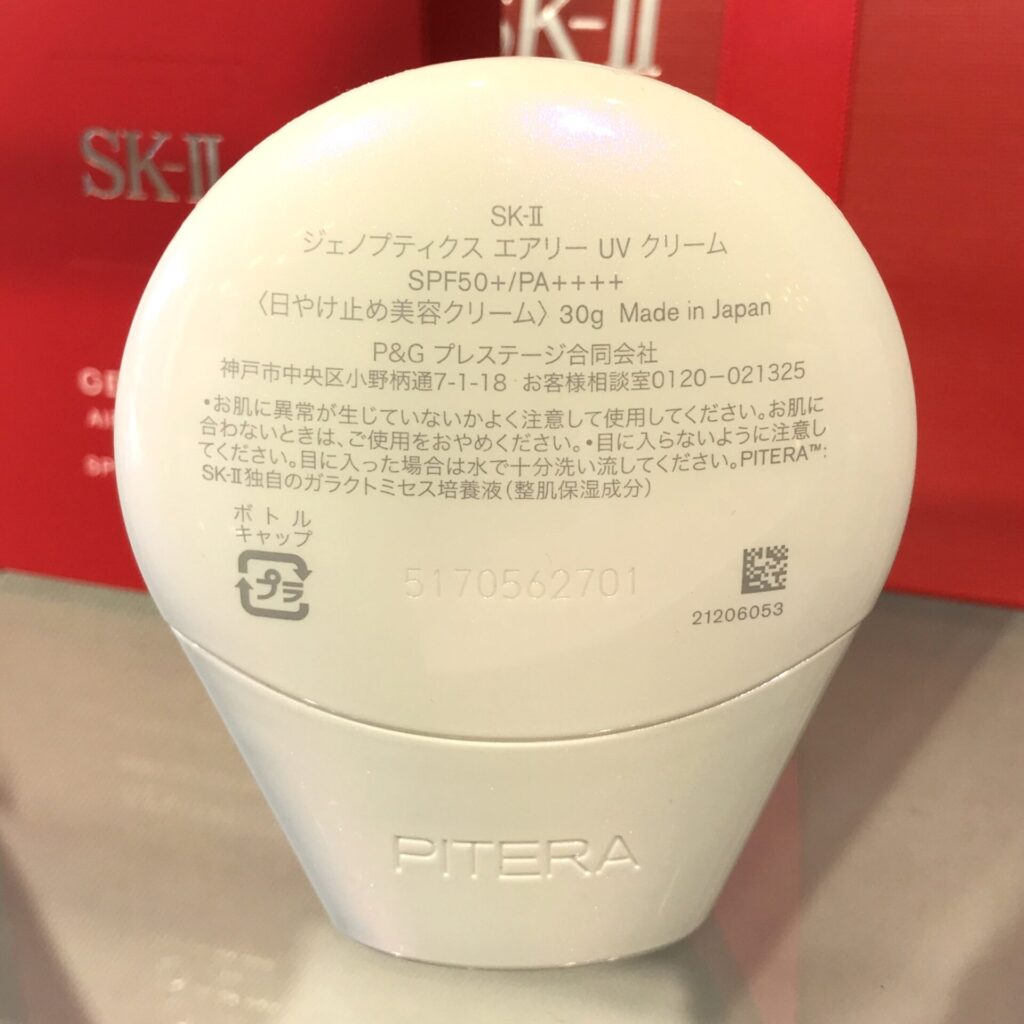 SK-II
SK-II
GE
AI
SP
SK-II
ジェノプティクス エアリー UV クリーム
SPF50+/PA++++
〈日やけ止め美容クリーム〉30g Made in Japan
P&G プレステージ合同会社
神戸市中央区小野柄通7-1-18 お客様相談室0120-021325
•お肌に異常が生じていないかよく注意して使用してください。お肌に
合わないときは、ご使用をおやめください。•目に入らないように注意し
てください。目に入った場合は水で十分洗い流してください。PITERA™:
SK-II独自のガラクトミセス培養液(整肌保湿成分)
ボトル
キャップ
プラ
5170562701
21206053
PITERA